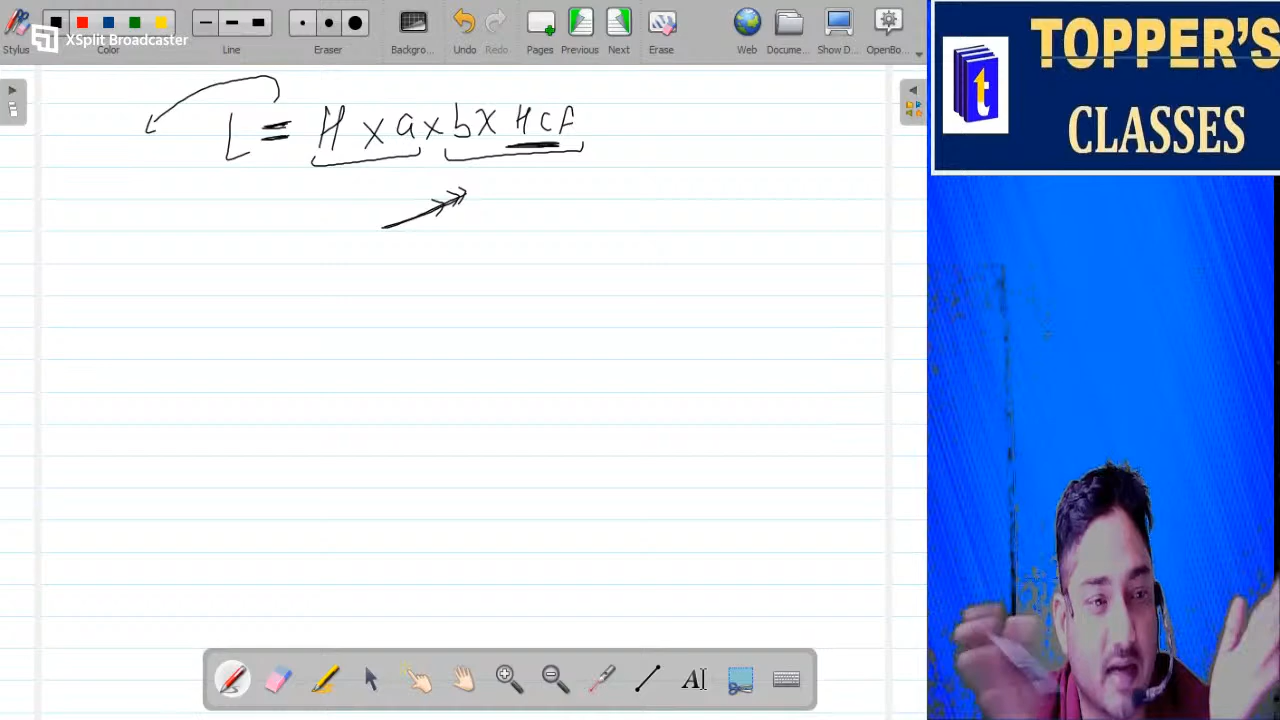 Stylus
Color
Line
Eraser
Backgro...
Undo
Redo
Pages
Previous
Next
Erase
Web
Docume...
Show D...
OpenBo...
XSplit Broadcaster
L = H x a x b x HCF
TOPPER'S
t
CLASSES
A